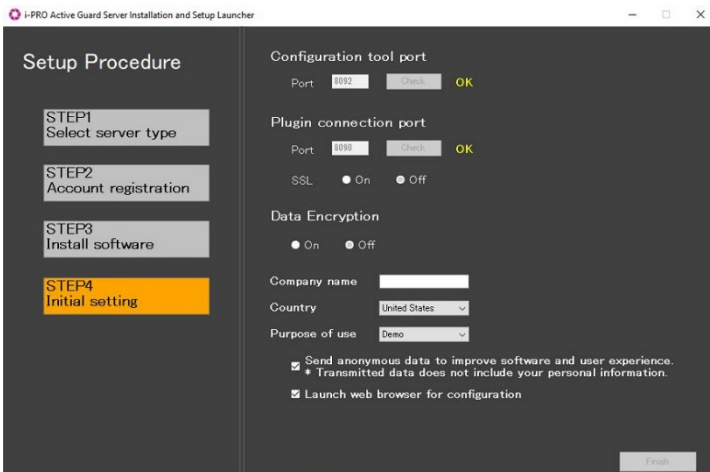 i-PRO Active Guard Server Installation and Setup Launcher
Setup Procedure
STEP1
Select server type
STEP2
Account registration
STEP3
Install software
STEP4
Initial setting
Configuration tool port
Port 8092 Check OK
Plugin connection port
Port 8090 Check OK
SSL On Off
Data Encryption
On Off
Company name
Country United States
Purpose of use Demo
Send anonymous data to improve software and user experience.
* Transmitted data does not include your personal information.
Launch web browser for configuration
Finish